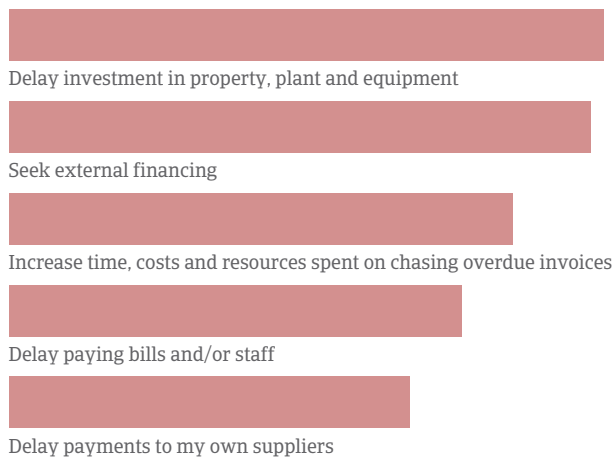 Delay investment in property, plant and equipment
Seek external financing
Increase time, costs and resources spent on chasing overdue invoices
Delay paying bills and/or staff
Delay payments to my own suppliers